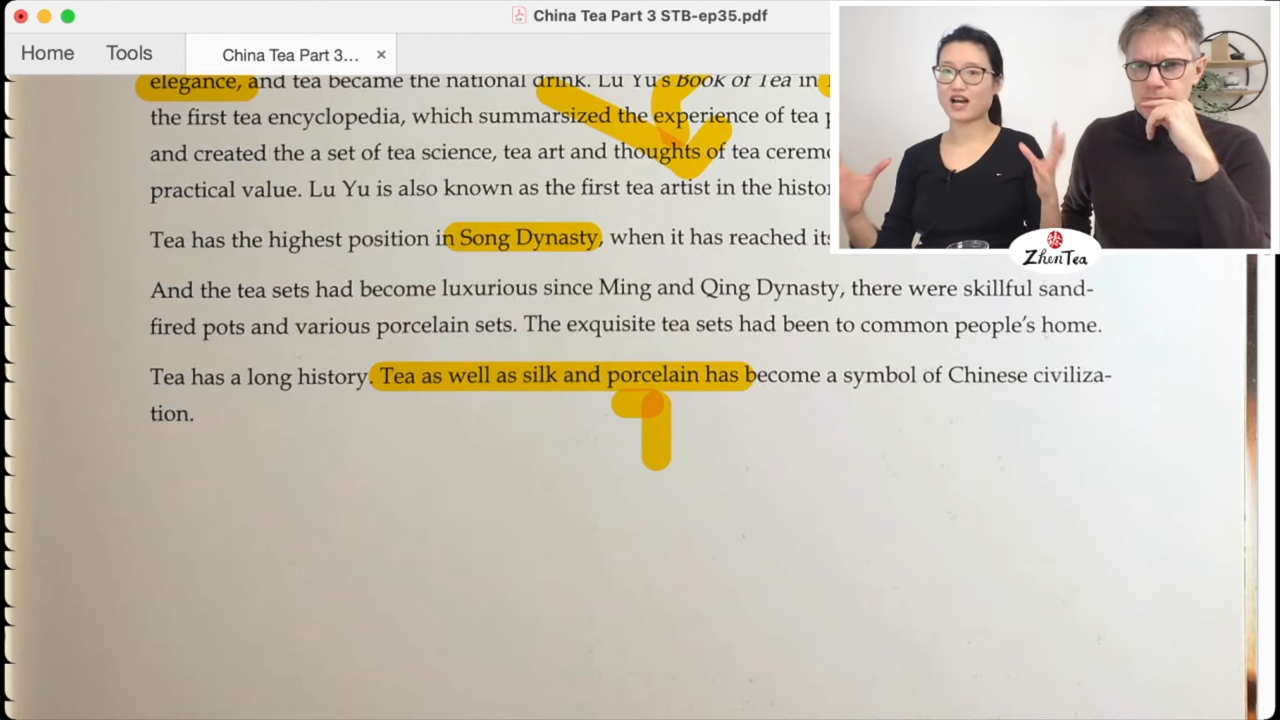 China Tea Part 3 STB-ep35.pdf
Home
Tools
China Tea Part 3...
×
elegance, and tea became the national drink. Lu Yu's Book of Tea in
the first tea encyclopedia, which summarsized the experience of tea
and created the a set of tea science, tea art and thoughts of tea
practical value. Lu Yu is also known as the first tea artist in the
Tea has the highest position in Song Dynasty, when it has reached
And the tea sets had become luxurious since Ming and Qing Dynasty, there were skillful sand-
fired pots and various porcelain sets. The exquisite tea sets had been to common people's home.
Tea has a long history. Tea as well as silk and porcelain has become a symbol of Chinese civiliza-
tion.
ZhenTea